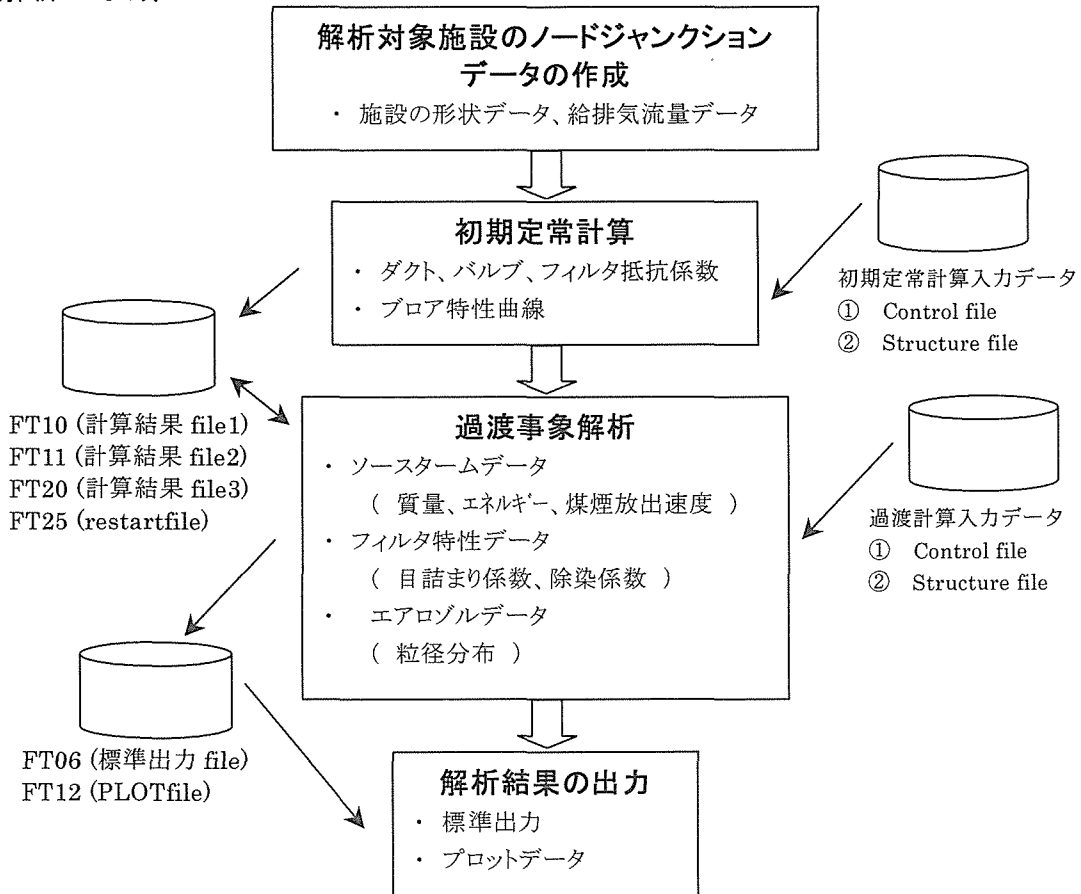 解析対象施設のノードジャンクション
データの作成
・ 施設の形状データ、給排気流量データ
初期定常計算
・ ダクト、バルブ、フィルタ抵抗係数
・ ブロア特性曲線
初期定常計算入力データ
① Control file
② Structure file
FT10 (計算結果 file1)
FT11 (計算結果 file2)
FT20 (計算結果 file3)
FT25 (restartfile)
過渡事象解析
・ ソースタームデータ
( 質量、エネルギー、煤煙放出速度 )
・ フィルタ特性データ
( 目詰まり係数、除染係数 )
・ エアロゾルデータ
( 粒径分布 )
過渡計算入力データ
① Control file
② Structure file
FT06 (標準出力 file)
FT12 (PLOTfile)
解析結果の出力
・ 標準出力
・ プロットデータ